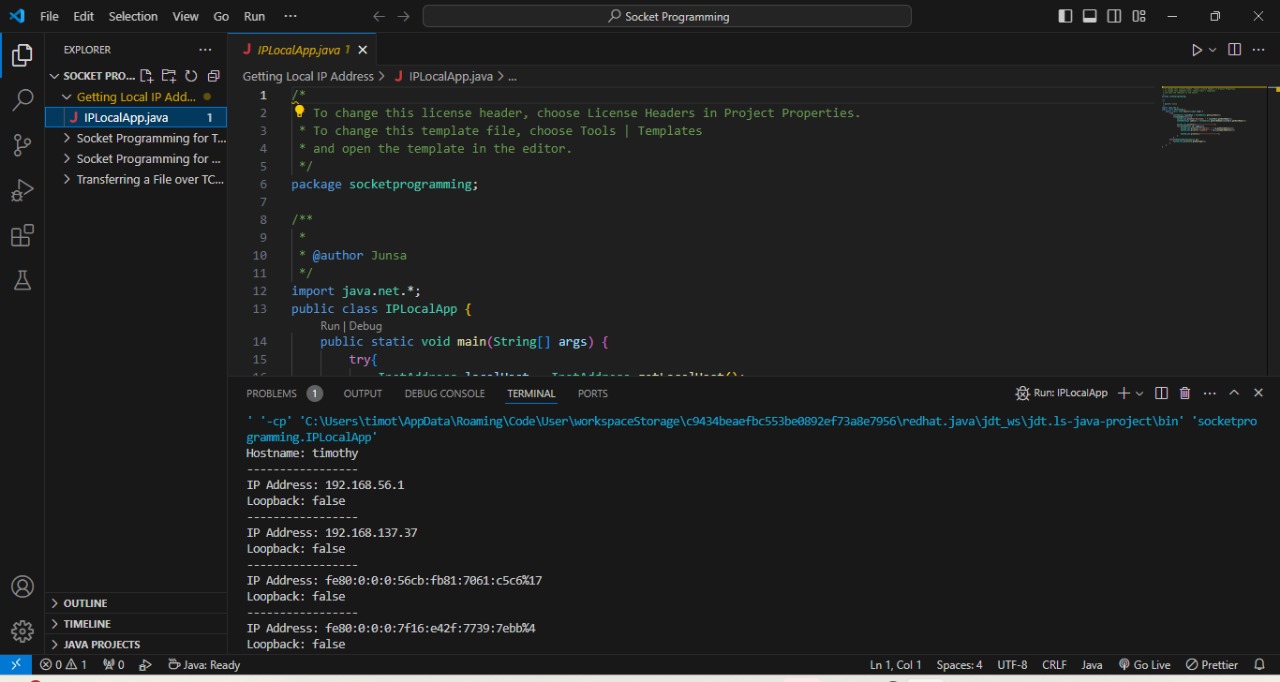 File Edit Selection View Go Run ··· Socket Programming
EXPLORER ···
SOCKET PRO...
Getting Local IP Add...
IPLocalApp.java 1
Socket Programming for T...
Socket Programming for ...
Transferring a File over TC...
OUTLINE
TIMELINE
JAVA PROJECTS
J IPLocalApp.java 1
Getting Local IP Address > J IPLocalApp.java > ...
1 /*
2 To change this license header, choose License Headers in Project Properties.
3 * To change this template file, choose Tools | Templates
4 * and open the template in the editor.
5 */
6 package socketprogramming;
7
8 /**
9 *
10 * @author Junsa
11 */
12 import java.net.*;
13 public class IPLocalApp {
Run | Debug
14 public static void main(String[] args) {
15 try{
PROBLEMS 1 OUTPUT DEBUG CONSOLE TERMINAL PORTS Run: IPLocalApp
' '-cp' 'C:\Users\timot\AppData\Roaming\Code\User\workspaceStorage\c9434beaefbc553be0892ef73a8e7956\redhat.java\jdt_ws\jdt.ls-java-project\bin' 'socketpro
gramming.IPLocalApp'
Hostname: timothy
-----------------
IP Address: 192.168.56.1
Loopback: false
-----------------
IP Address: 192.168.137.37
Loopback: false
-----------------
IP Address: fe80:0:0:0:56cb:fb81:7061:c5c6%17
Loopback: false
-----------------
IP Address: fe80:0:0:0:7f16:e42f:7739:7ebb%4
Loopback: false
0 1 0 Java: Ready Ln 1, Col 1 Spaces: 4 UTF-8 CRLF Java Go Live Prettier